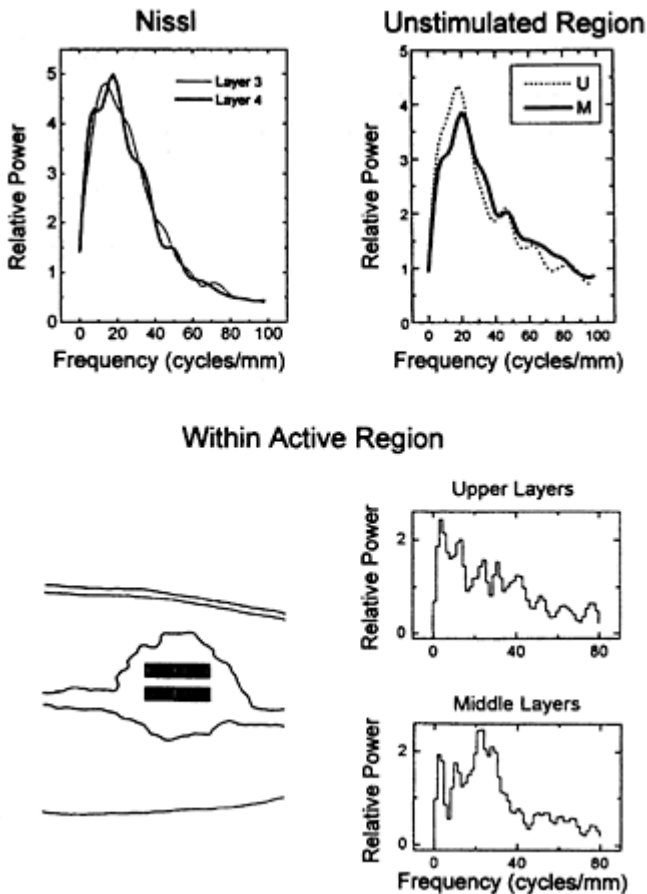 Nissl
Relative Power
5
4
3
2
1
0
Layer 3
Layer 4
0 20 40 60 80 100
Frequency (cycles/mm)
Unstimulated Region
Relative Power
5
4
3
2
1
0
U
M
0 20 40 60 80 100
Frequency (cycles/mm)
Within Active Region
Upper Layers
Relative Power
2
0
0 40 80
Middle Layers
Relative Power
2
0
0 40 80
Frequency (cycles/mm)